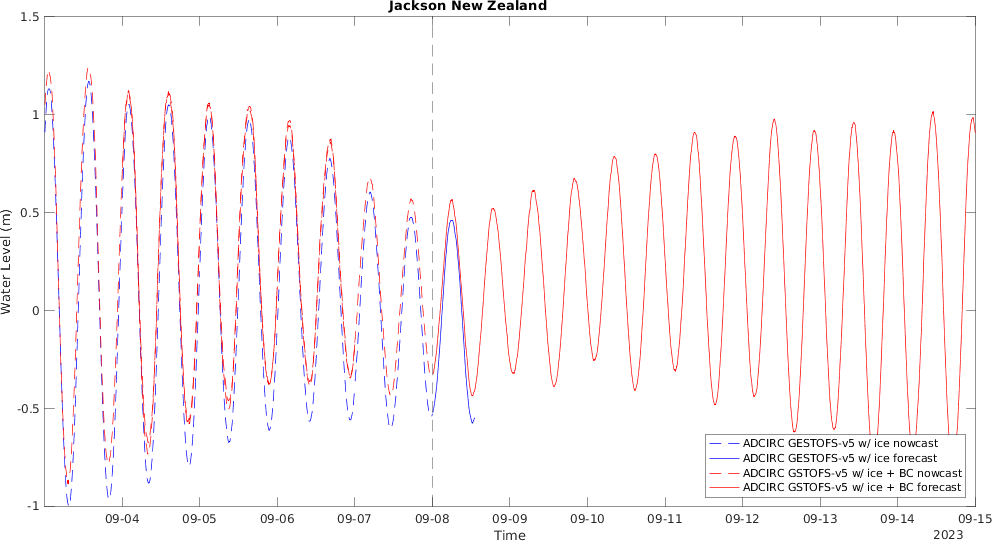 Jackson New Zealand
1.5
1
0.5
0
-0.5
-1
Water Level (m)
09-04 09-05 09-06 09-07 09-08 09-09 09-10 09-11 09-12 09-13 09-14 09-15
Time
2023
ADCIRC GESTOFS-v5 w/ ice nowcast
ADCIRC GESTOFS-v5 w/ ice forecast
ADCIRC GSTOFS-v5 w/ ice + BC nowcast
ADCIRC GSTOFS-v5 w/ ice + BC forecast